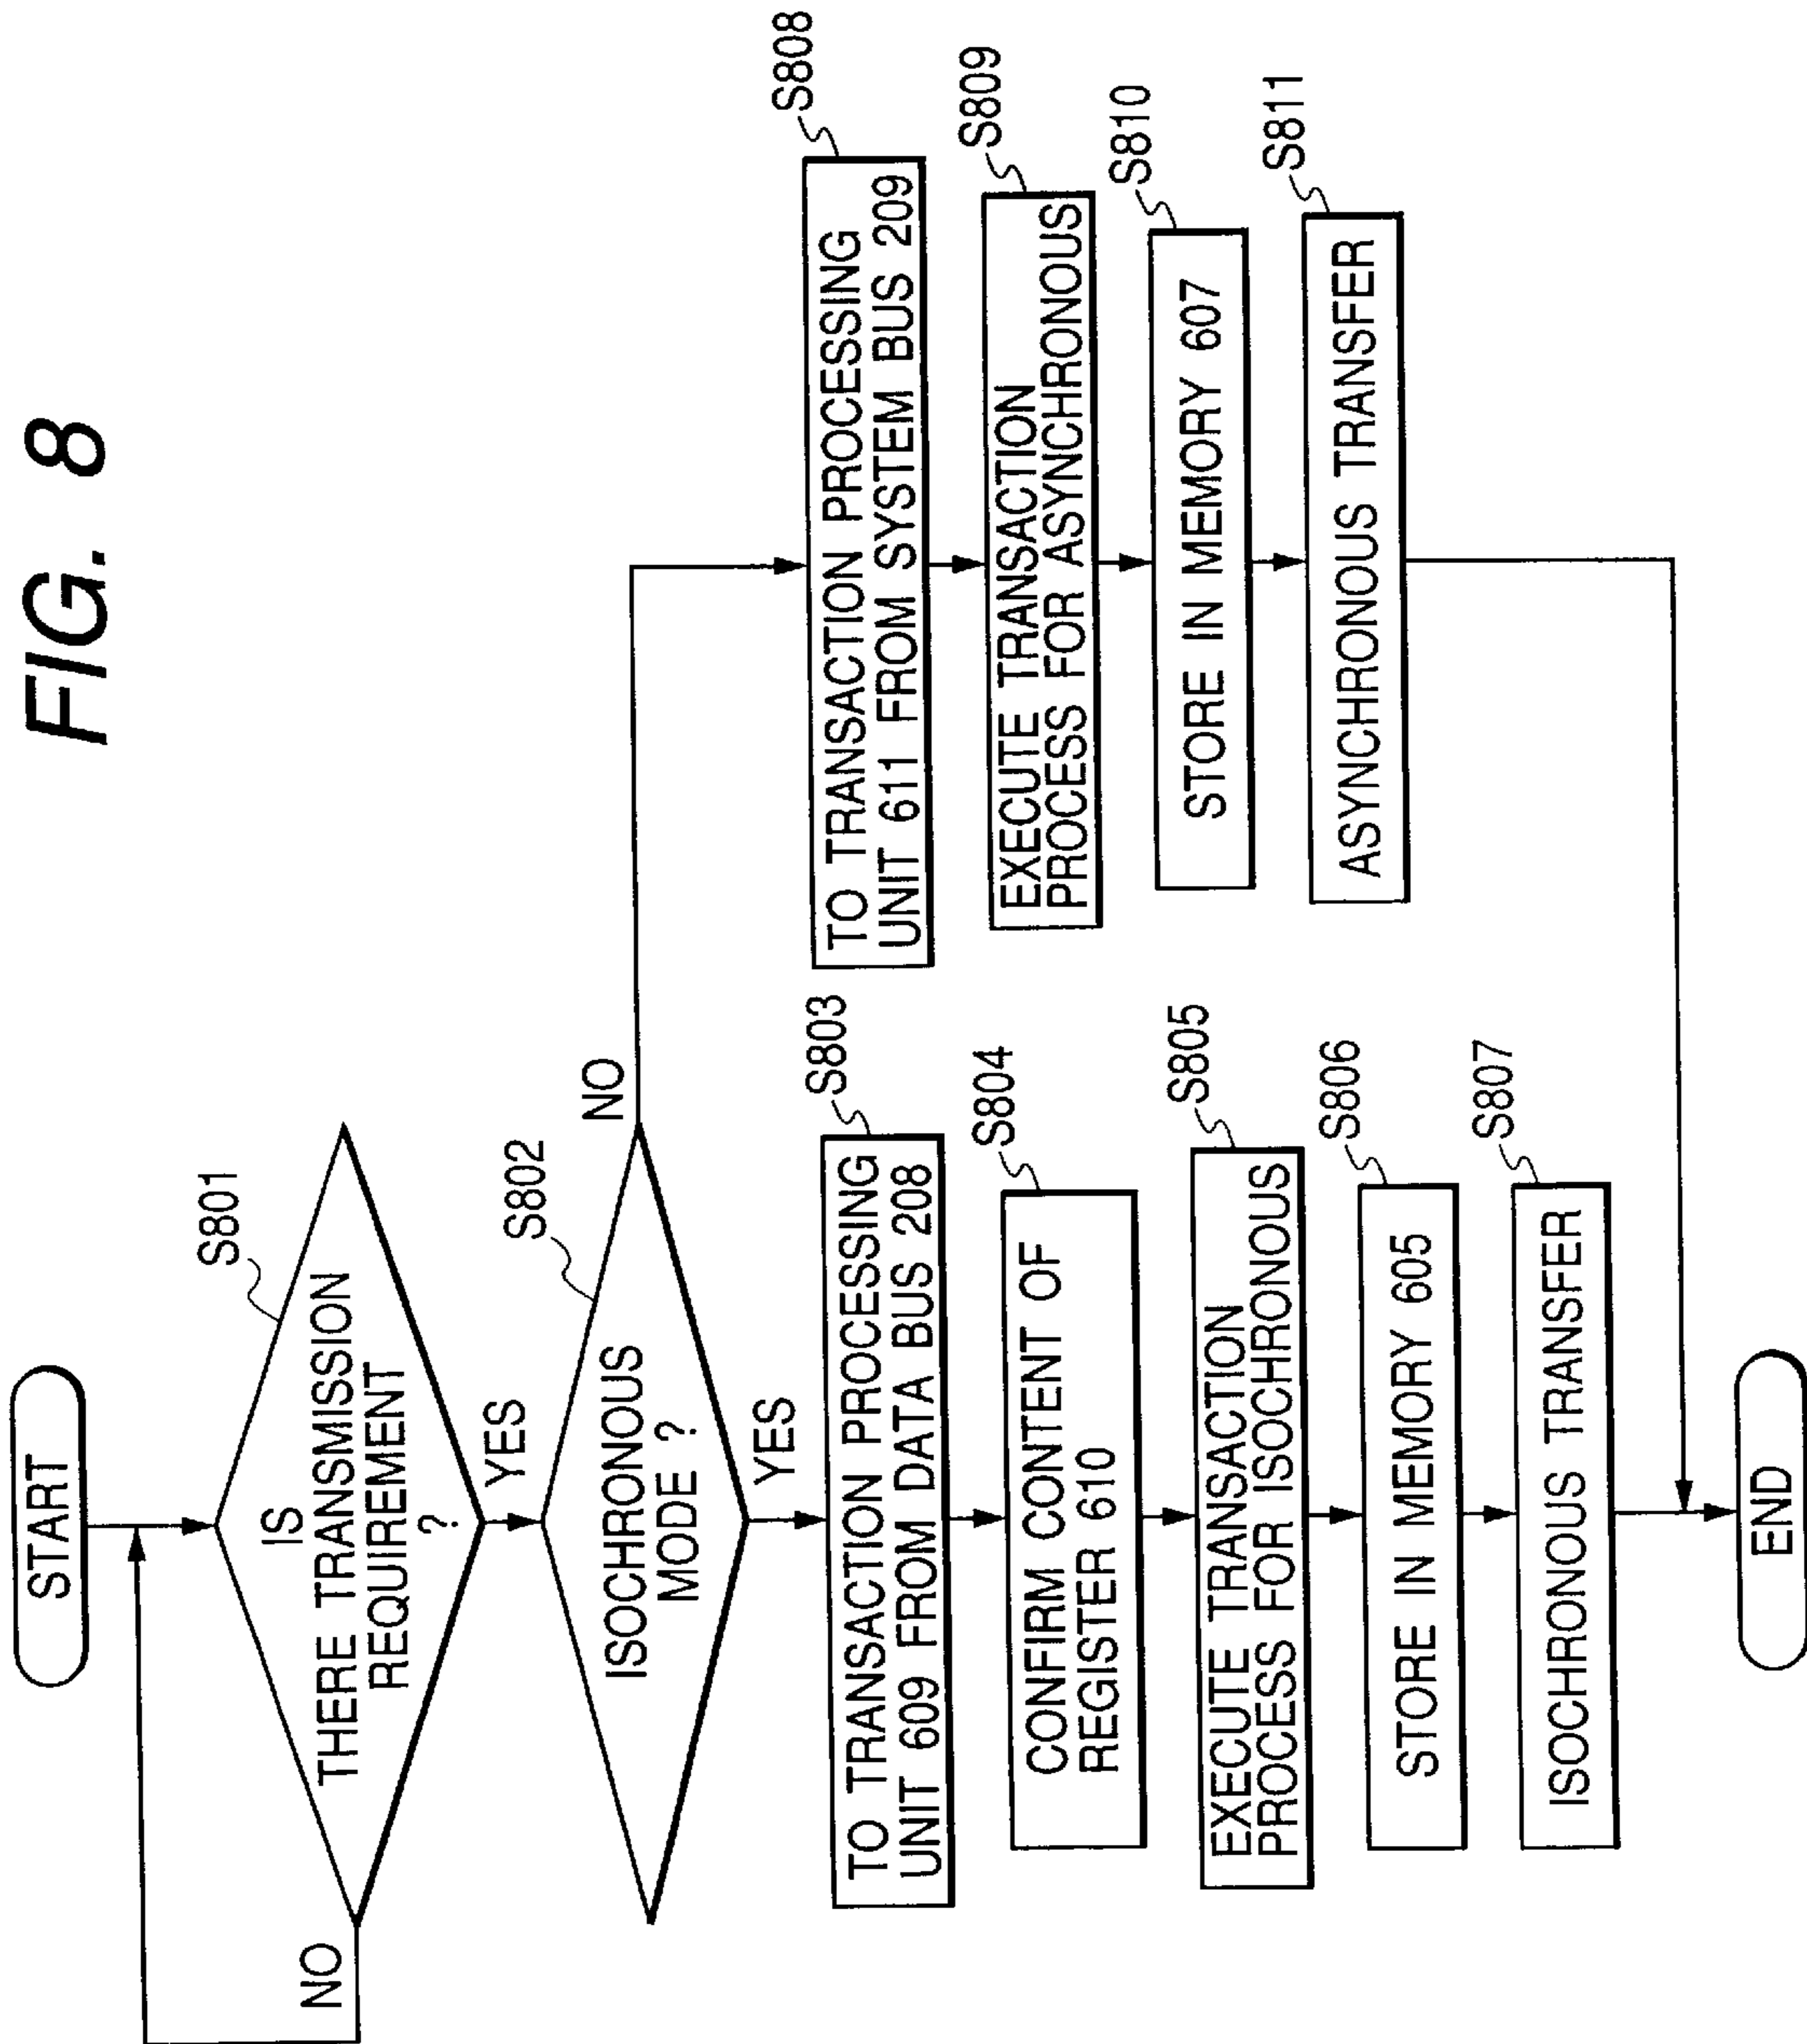 FIG. 8
START
S801
IS
THERE TRANSMISSION
REQUIREMENT
?
NO
YES
S802
ISOCHRONOUS
MODE ?
NO
YES
S803
TO TRANSACTION PROCESSING
UNIT 609 FROM DATA BUS 208
S804
CONFIRM CONTENT OF
REGISTER 610
S805
EXECUTE TRANSACTION
PROCESS FOR ISOCHRONOUS
S806
STORE IN MEMORY 605
S807
ISOCHRONOUS TRANSFER
S808
TO TRANSACTION PROCESSING
UNIT 611 FROM SYSTEM BUS 209
S809
EXECUTE TRANSACTION
PROCESS FOR ASYNCHRONOUS
S810
STORE IN MEMORY 607
S811
ASYNCHRONOUS TRANSFER
END